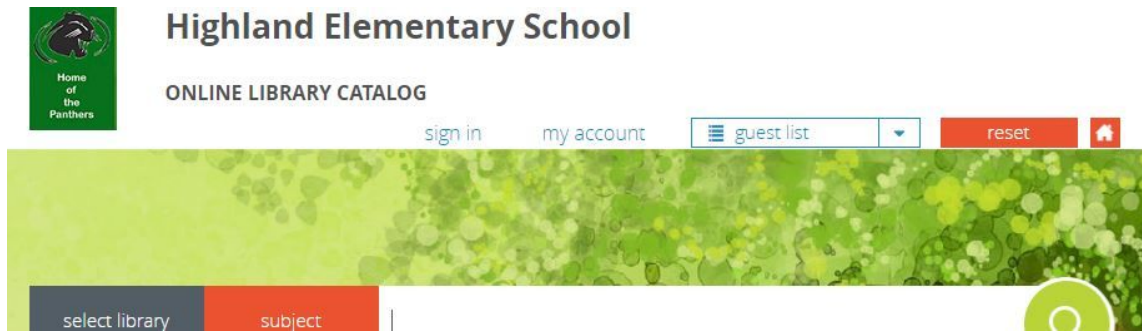 Highland Elementary School
Home
of
the
Panthers
ONLINE LIBRARY CATALOG
sign in my account guest list reset
select library subject